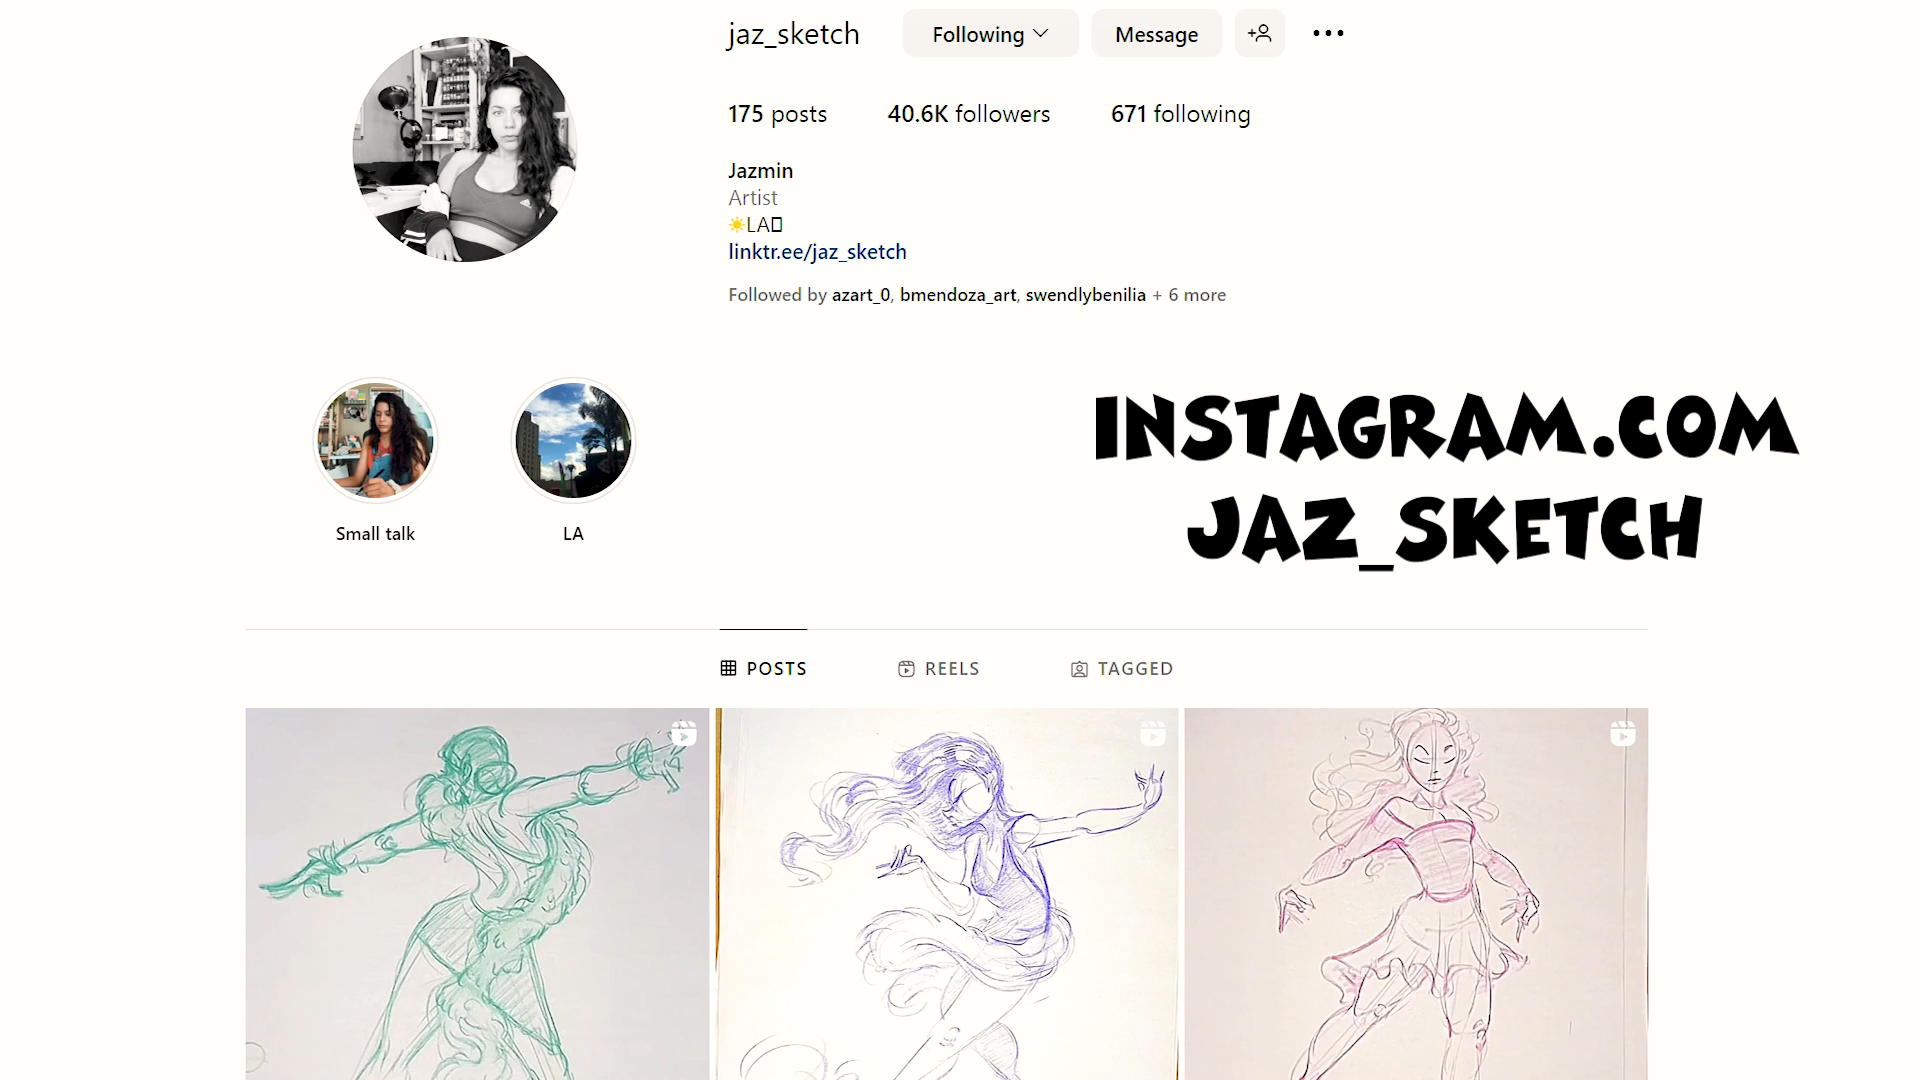 jaz_sketch Following Message
175 posts 40.6K followers 671 following
Jazmin
Artist
☀LA
linktr.ee/jaz_sketch
Followed by azart_0, bmendoza_art, swendlybenilia + 6 more
INSTAGRAM.COM
JAZ_SKETCH
Small talk LA
POSTS REELS TAGGED